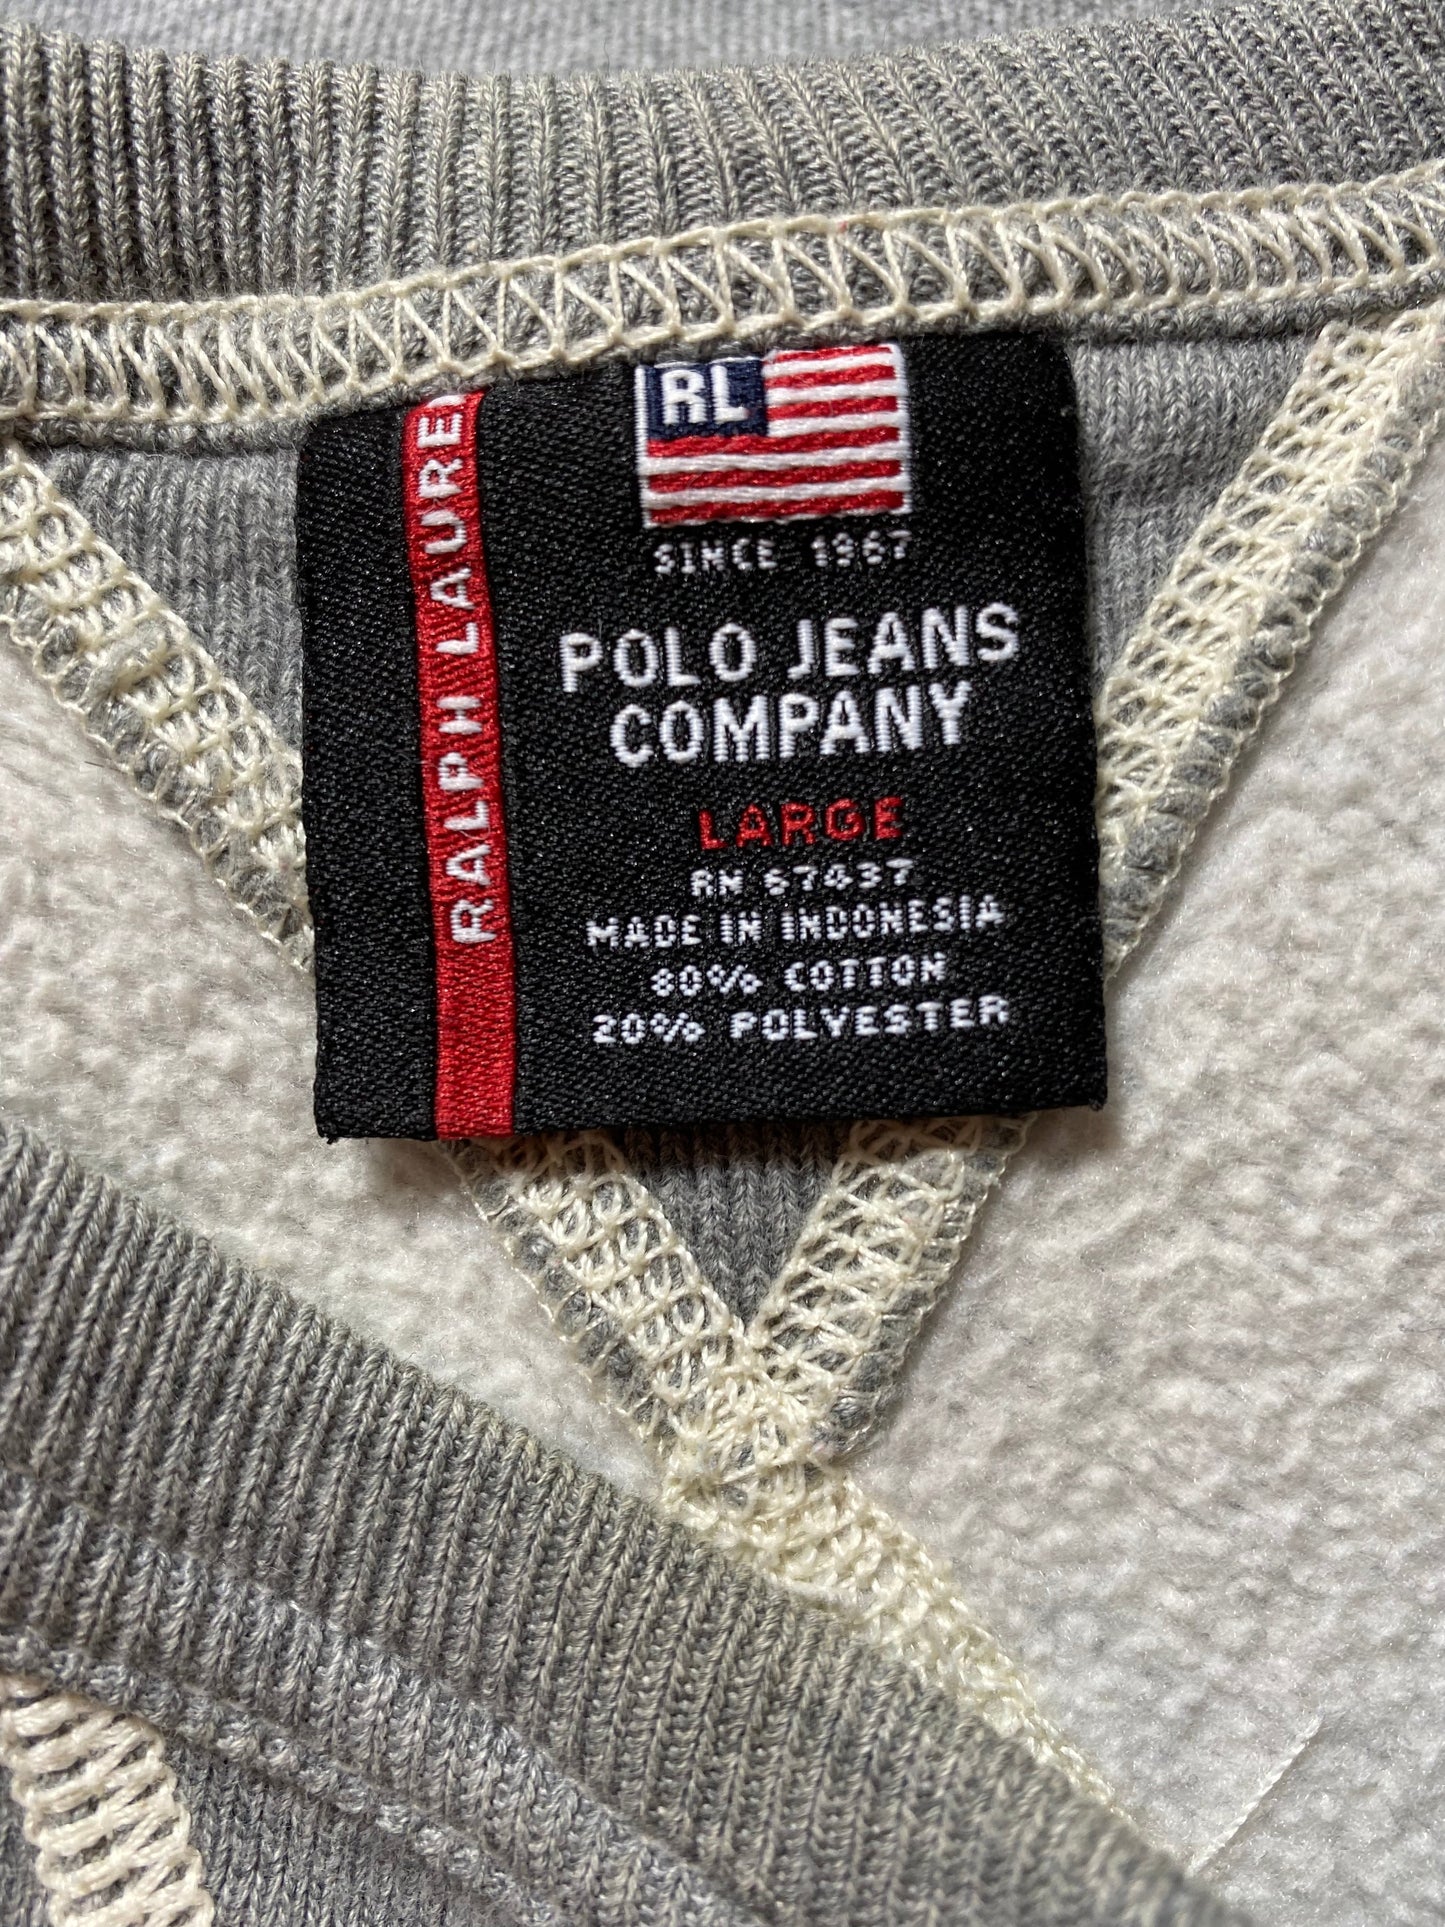 RL
SINCE 1967
POLO JEANS
COMPANY
LARGE
RN 67437
MADE IN INDONESIA
80% COTTON
20% POLYESTER
RALPH LAUREN